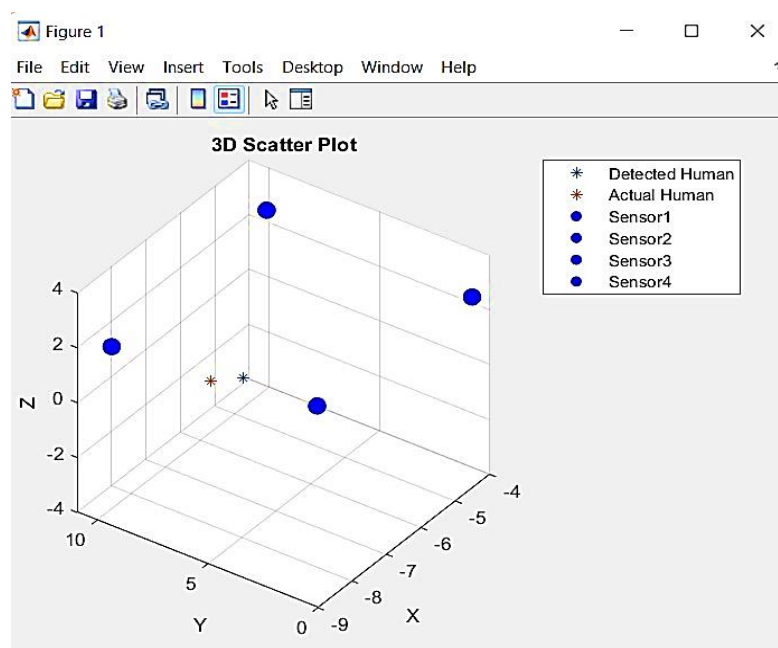 Figure 1
File Edit View Insert Tools Desktop Window Help
3D Scatter Plot
Detected Human
Actual Human
Sensor1
Sensor2
Sensor3
Sensor4
4
2
0
-2
-4
Z
10
5
0
Y
-9
-8
-7
-6
-5
-4
X